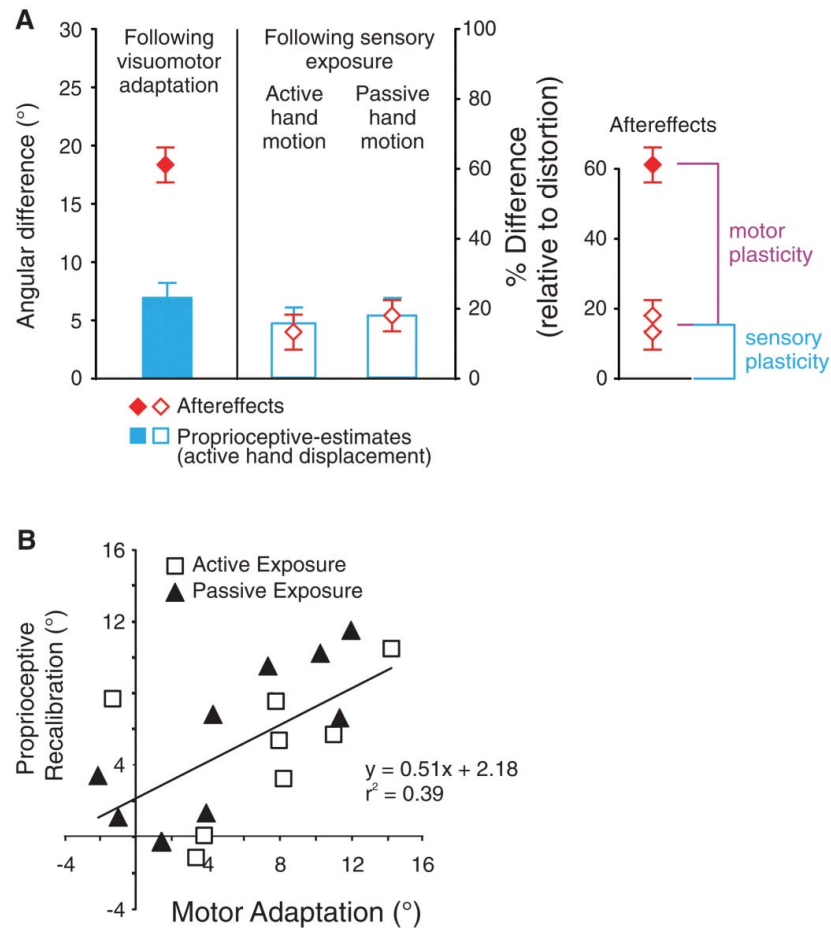 A
Following
visuomotor
adaptation
Following sensory
exposure
Active
hand
motion
Passive
hand
motion
Angular difference (°)
30
25
20
15
10
5
0
100
80
60
40
20
0
% Difference
(relative to distortion)
Aftereffects
60
40
20
0
motor
plasticity
sensory
plasticity
Aftereffects
Proprioceptive-estimates
(active hand displacement)
B
Proprioceptive
Recalibration (°)
16
12
4
-4
Active Exposure
Passive Exposure
y = 0.51x + 2.18
r² = 0.39
-4
4
8
12
16
Motor Adaptation (°)